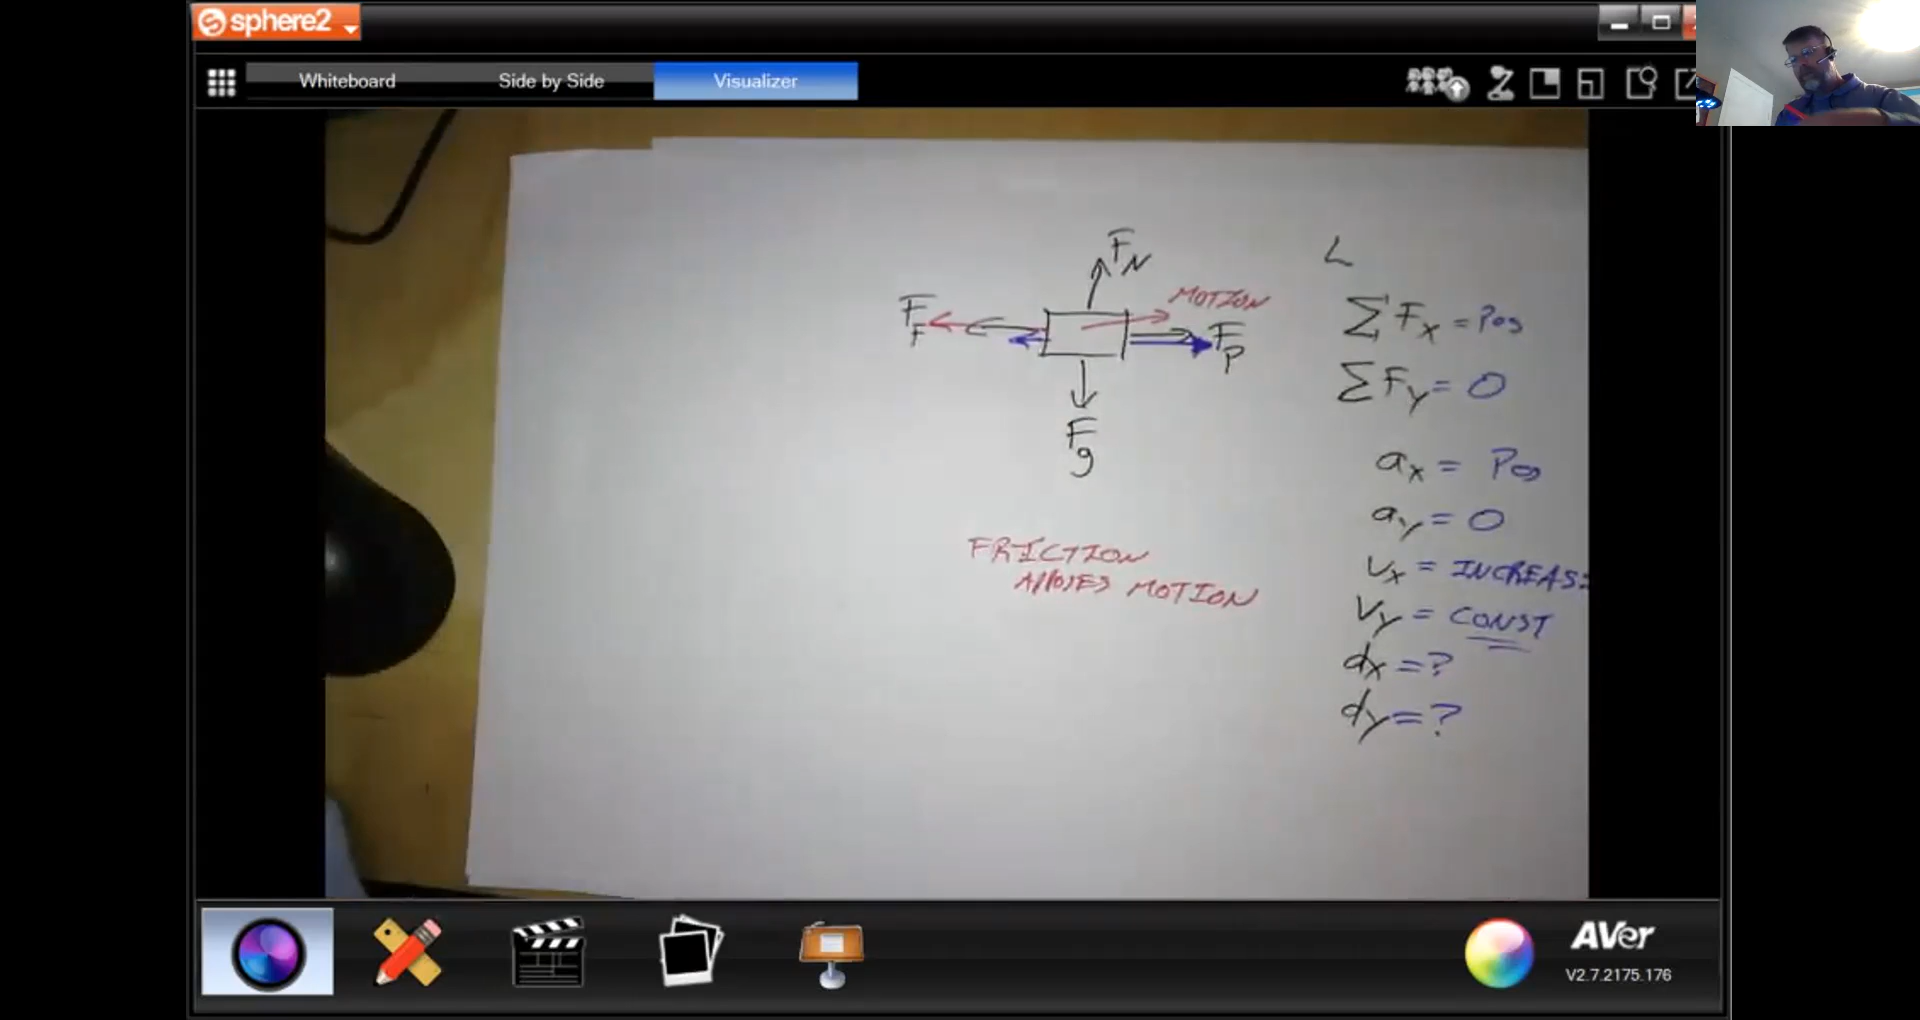 sphere2
Whiteboard
Side by Side
Visualizer
FN
MOTION
FF
FP
Fg
FRICTION
APPOSES MOTION
L
ΣFx = Pos
ΣFy = 0
ax = Pos
ay = 0
Vx = INCREAS
Vy = CONST
dx = ?
dy = ?
AVer
V2.7.2175.176